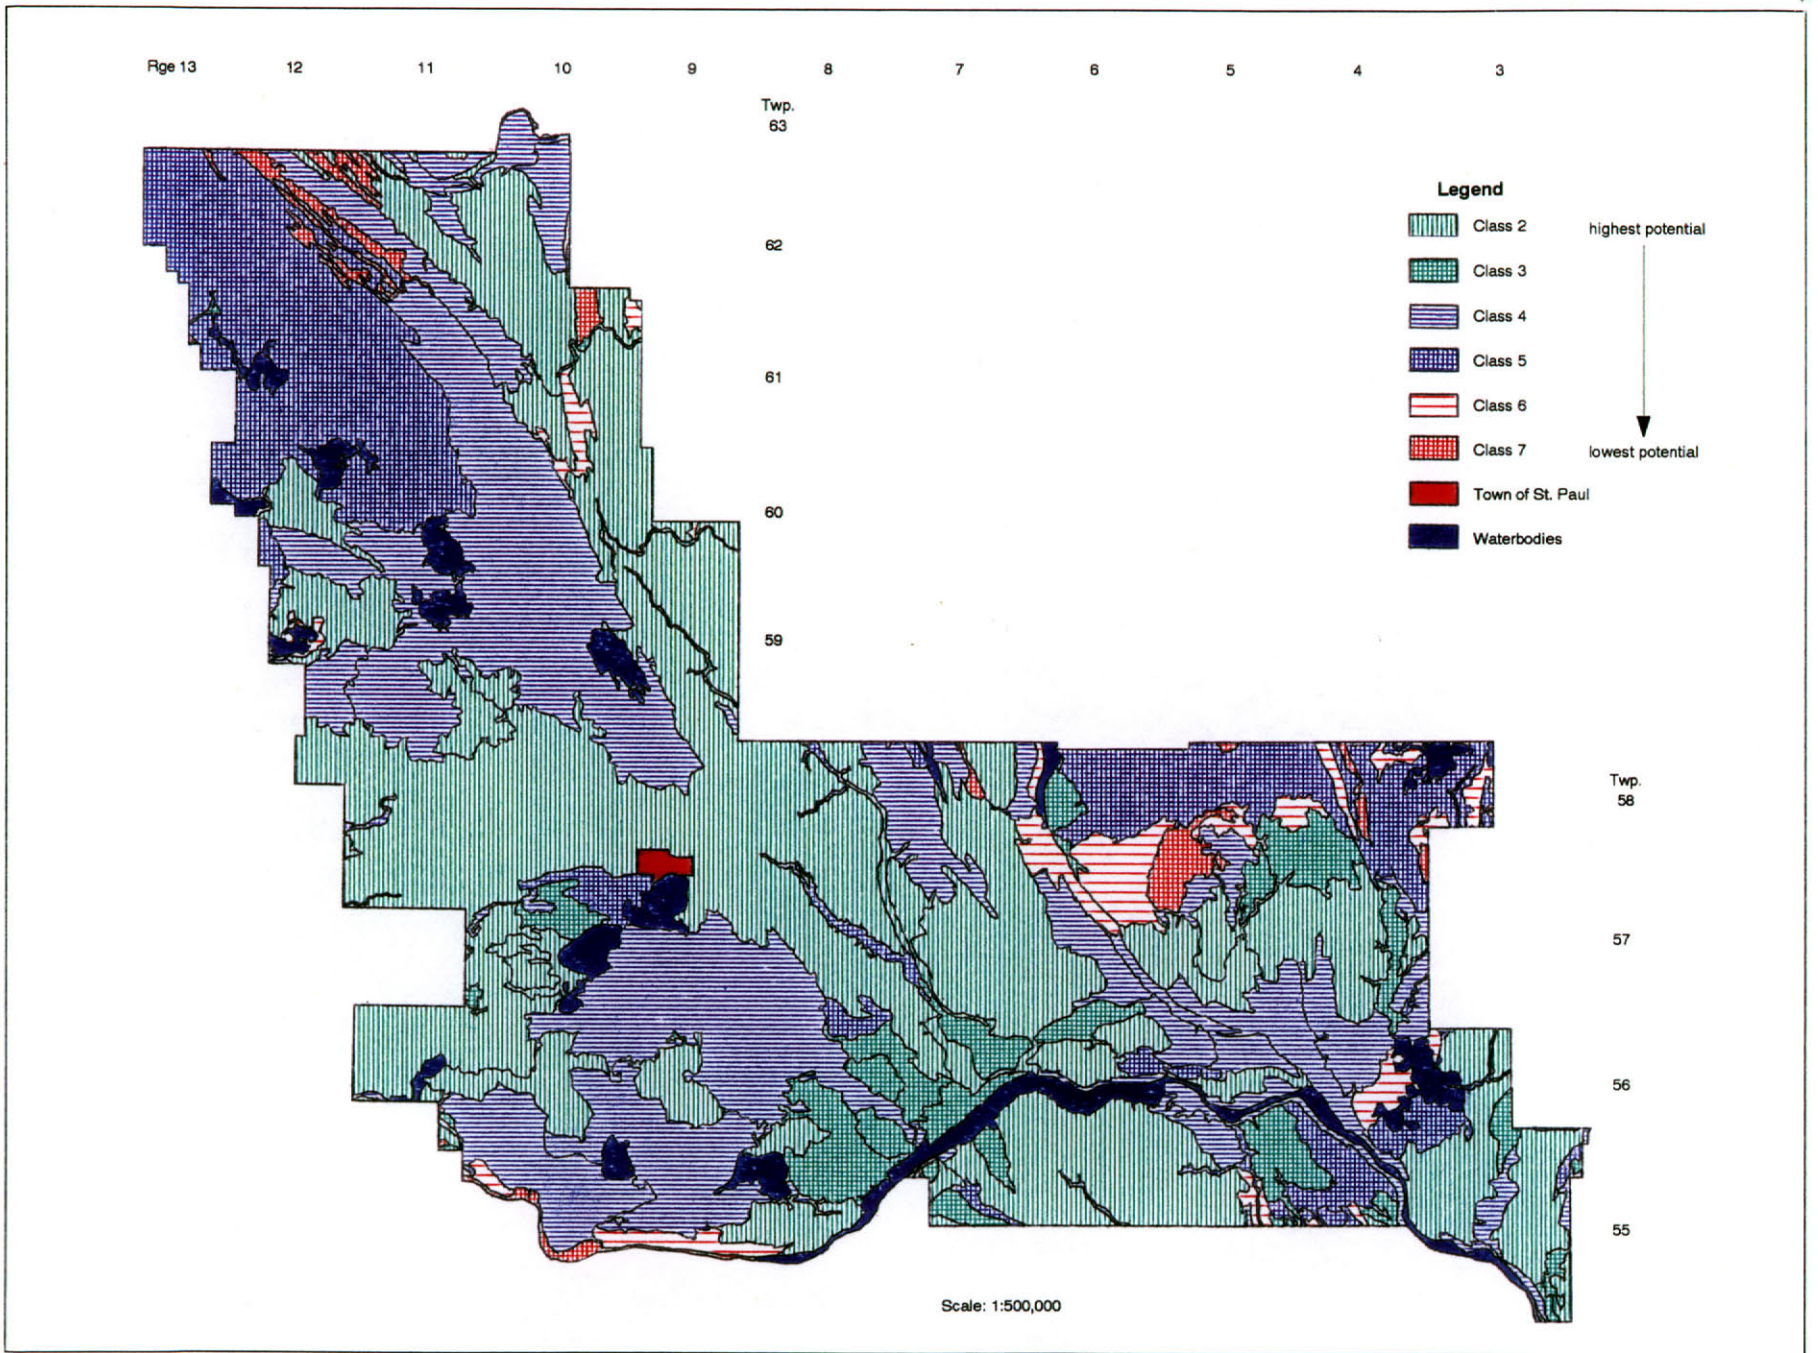 Rge 13 12 11 10 9 8 7 6 5 4 3
Twp.
63
62
61
60
59
Legend
Class 2 highest potential
Class 3
Class 4
Class 5
Class 6
Class 7 lowest potential
Town of St. Paul
Waterbodies
Twp.
58
57
56
55
Scale: 1:500,000